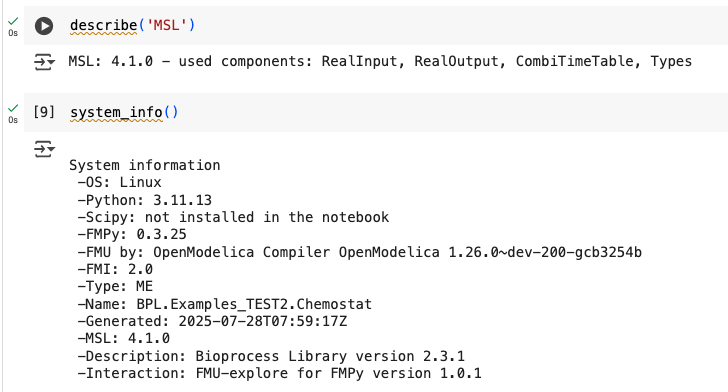 describe('MSL')
0s
MSL: 4.1.0 - used components: RealInput, RealOutput, CombiTimeTable, Types
[9] system_info()
0s
System information
-OS: Linux
-Python: 3.11.13
-Scipy: not installed in the notebook
-FMPy: 0.3.25
-FMU by: OpenModelica Compiler OpenModelica 1.26.0~dev-200-gcb3254b
-FMI: 2.0
-Type: ME
-Name: BPL.Examples_TEST2.Chemostat
-Generated: 2025-07-28T07:59:17Z
-MSL: 4.1.0
-Description: Bioprocess Library version 2.3.1
-Interaction: FMU-explore for FMPy version 1.0.1